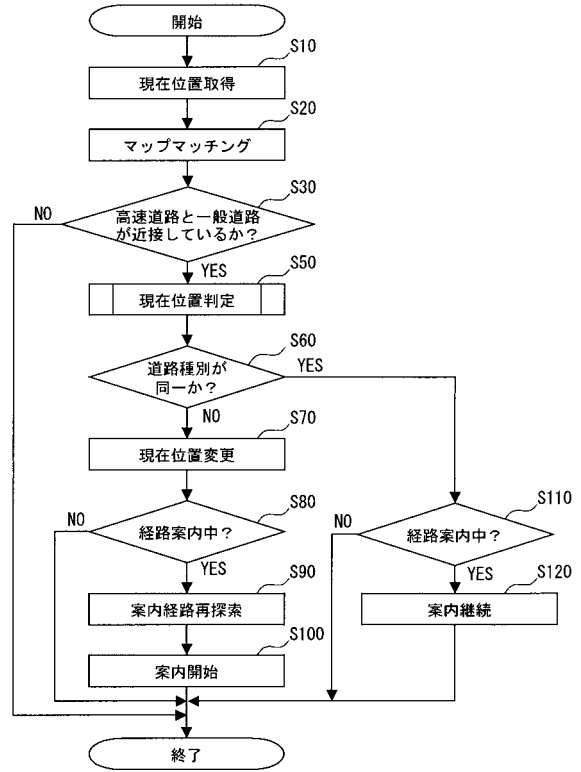 開始
S10
現在位置取得
S20
マップマッチング
S30
NO
高速道路と一般道路
が近接しているか?
YES
S50
現在位置判定
S60
道路種別が
同一か?
YES
NO
S70
現在位置変更
S80
NO
経路案内中?
YES
S110
NO
経路案内中?
YES
S90
案内経路再探索
S120
案内継続
S100
案内開始
終了